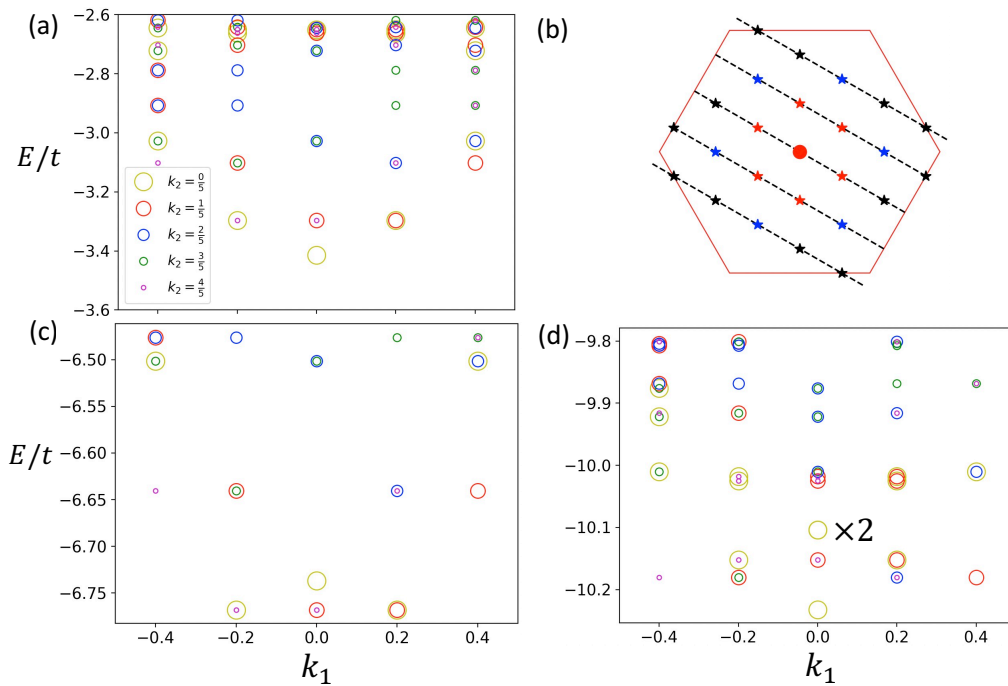 (a)
−2.6
−2.8
−3.0
−3.2
−3.4
−3.6
E/t
k₂ = 0/5
k₂ = 1/5
k₂ = 2/5
k₂ = 3/5
k₂ = 4/5
(b)
(c)
−6.50
−6.55
−6.60
−6.65
−6.70
−6.75
E/t
−0.4 −0.2 0.0 0.2 0.4
k₁
(d)
−9.8
−9.9
−10.0
−10.1
−10.2
×2
−0.4 −0.2 0.0 0.2 0.4
k₁